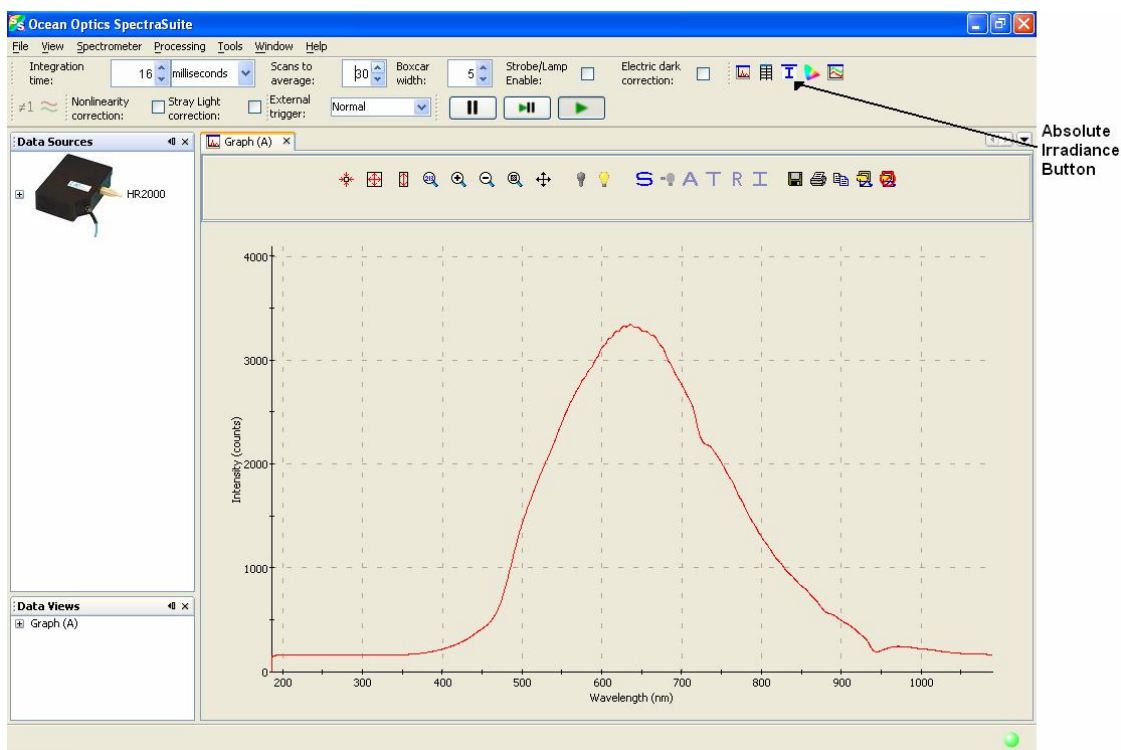 Ocean Optics SpectraSuite
File View Spectrometer Processing Tools Window Help
Integration time: 16 milliseconds Scans to average: 30 Boxcar width: 5 Strobe/Lamp Enable: Electric dark correction:
≠1 Nonlinearity correction: Stray Light correction: External trigger: Normal
Absolute
Irradiance
Button
Data Sources
Graph (A)
HR2000
S A T R I
4000
3000
2000
1000
0
Intensity (counts)
200 300 400 500 600 700 800 900 1000
Wavelength (nm)
Data Views
Graph (A)